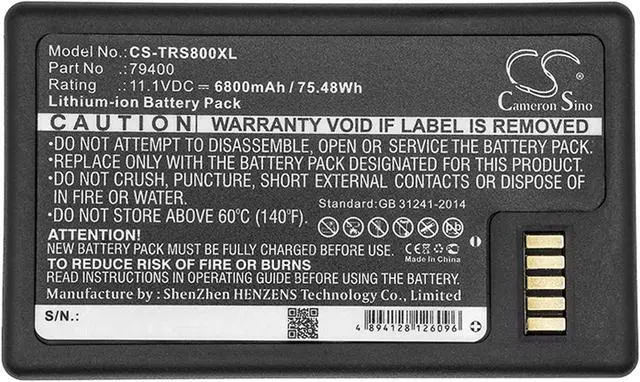 Model No.: CS-TRS800XL
Part No .: 79400
Rating .: 11.1VDC ⎓ 6800mAh / 75.48Wh
Lithium-ion Battery Pack
CS
Cameron Sino
CAUTION WARRANTY VOID IF LABEL IS REMOVED
•DO NOT ATTEMPT TO DISASSEMBLE, OPEN OR SERVICE THE BATTERY PACK.
•REPLACE ONLY WITH THE BATTERY PACK DESIGNATED FOR THIS PRODUCT.
•DO NOT CRUSH, PUNCTURE, SHORT EXTERNAL CONTACTS OR DISPOSE OF
IN FIRE OR WATER.
Standard:GB 31241-2014
•DO NOT STORE ABOVE 60℃ (140℉).
ATTENTION!
NEW BATTERY PACK MUST BE FULLY CHARGED BEFORE USE.
CE
Made In China
TO REDUCE RISK OF FIRE OR BURNS
READ INSTRUCTIONS IN OPERATING GUIDE BEFORE USING THE BATTERY.
Manufacture by : ShenZhen HENZENS Technology Co., Limited
S/N.:
4 894128 126096